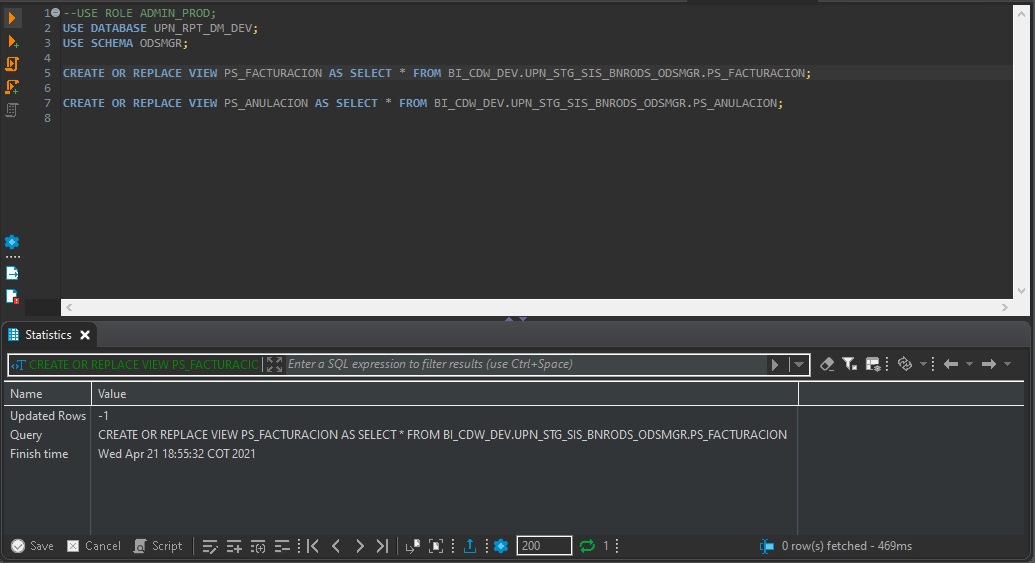 1 --USE ROLE ADMIN_PROD;
2 USE DATABASE UPN_RPT_DM_DEV;
3 USE SCHEMA ODSMGR;
4
5 CREATE OR REPLACE VIEW PS_FACTURACION AS SELECT * FROM BI_CDW_DEV.UPN_STG_SIS_BNRODS_ODSMGR.PS_FACTURACION;
6
7 CREATE OR REPLACE VIEW PS_ANULACION AS SELECT * FROM BI_CDW_DEV.UPN_STG_SIS_BNRODS_ODSMGR.PS_ANULACION;
8
Statistics
CREATE OR REPLACE VIEW PS_FACTURACIC Enter a SQL expression to filter results (use Ctrl+Space)
Name Value
Updated Rows -1
Query CREATE OR REPLACE VIEW PS_FACTURACION AS SELECT * FROM BI_CDW_DEV.UPN_STG_SIS_BNRODS_ODSMGR.PS_FACTURACION
Finish time Wed Apr 21 18:55:32 COT 2021
Save Cancel Script 200 1 0 row(s) fetched - 469ms